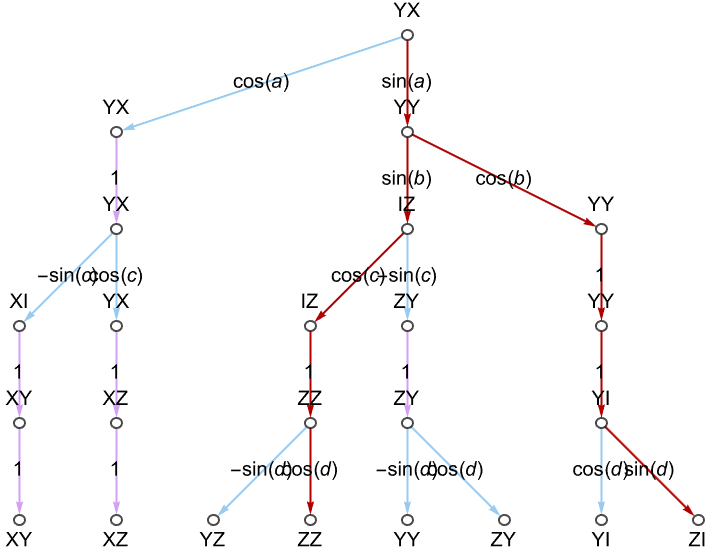 YX
cos(a) sin(a)
YX YY
1 sin(b) cos(b)
YX IZ YY
−sin(c) cos(c) cos(c) −sin(c) 1
XI YX IZ ZY YY
1 1 1 1 1
XY XZ ZZ ZY YI
1 1 −sin(d) cos(d) −sin(d) cos(d) cos(d) sin(d)
XY XZ YZ ZZ YY ZY YI ZI